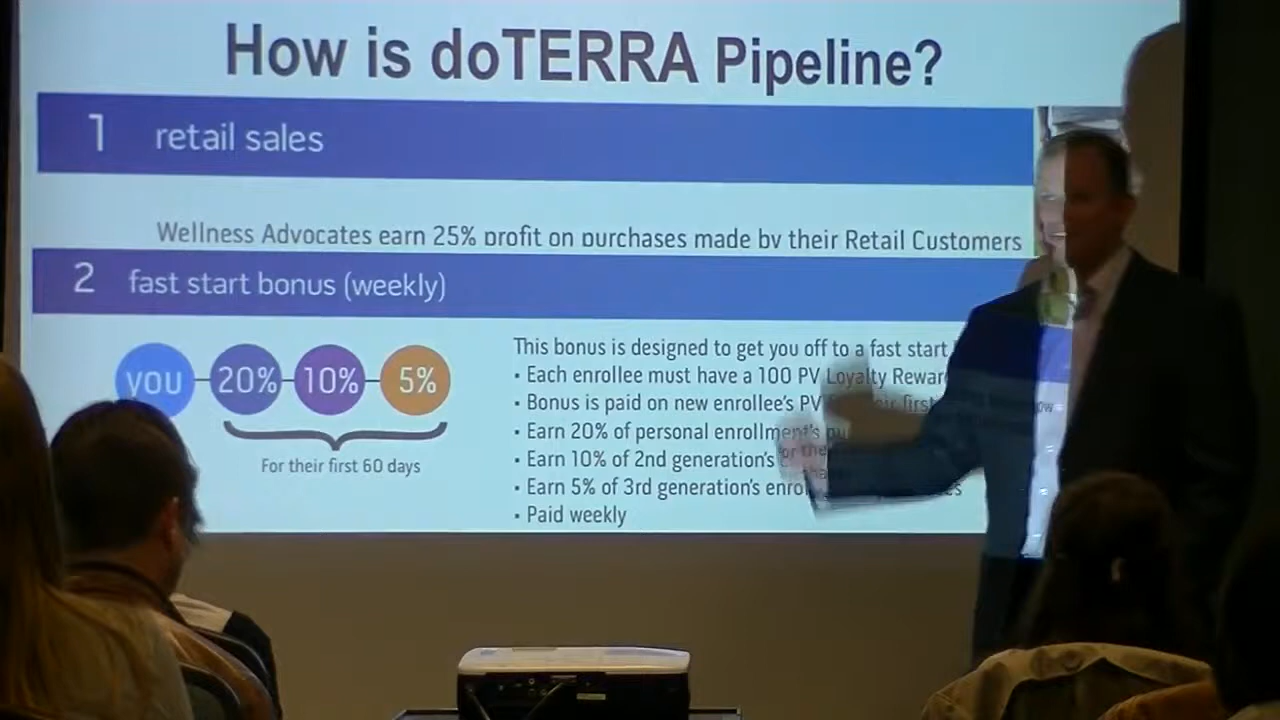 How is doTERRA Pipeline?
1 retail sales
Wellness Advocates earn 25% profit on purchases made by their Retail Customers
2 fast start bonus (weekly)
YOU 20% 10% 5%
For their first 60 days
This bonus is designed to get you off to a fast start
• Each enrollee must have a 100 PV Loyalty
• Bonus is paid on new enrollee's PV first
• Earn 20% of personal enrollment's
• Earn 10% of 2nd generation's
• Earn 5% of 3rd generation's
• Paid weekly